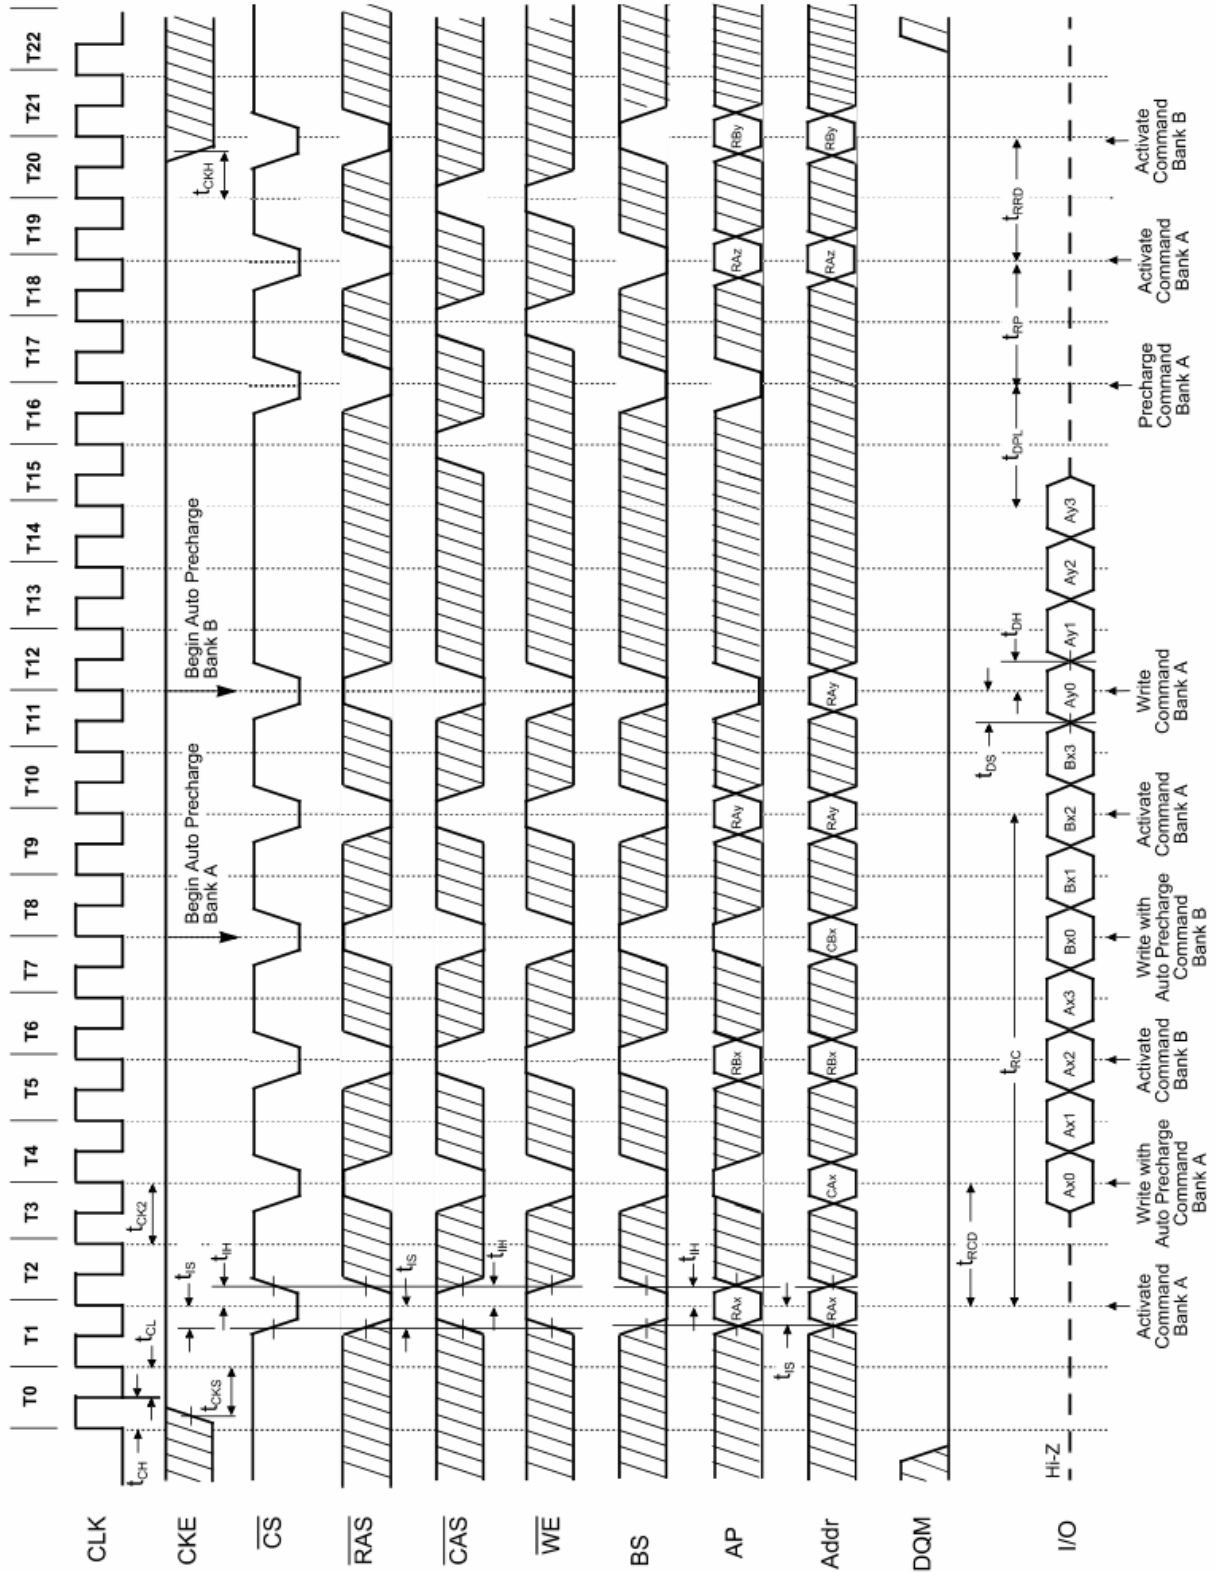 T0 T1 T2 T3 T4 T5 T6 T7 T8 T9 T10 T11 T12 T13 T14 T15 T16 T17 T18 T19 T20 T21 T22
CLK
tCH
tCL
tCK2
CKE
tCKS
tIS
tIH
Begin Auto Precharge
Bank A
Begin Auto Precharge
Bank B
tCKH
CS
RAS
tIS
CAS
tIH
WE
BS
tIH
AP
RAx
RBx
RAy
RAz
RBy
tIS
Addr
RAx
CAx
RBx
CBx
RAy
RAy
RAz
RBy
DQM
tRCD
tDS
tRC
tDH
tDPL
tRP
tRRD
I/O
Hi-Z
Ax0
Ax1
Ax2
Ax3
Bx0
Bx1
Bx2
Bx3
Ay0
Ay1
Ay2
Ay3
Activate
Command
Bank A
Write with
Auto Precharge
Command
Bank A
Activate
Command
Bank B
Write with
Auto Precharge
Command
Bank B
Activate
Command
Bank A
Write
Command
Bank A
Precharge
Command
Bank A
Activate
Command
Bank A
Activate
Command
Bank B